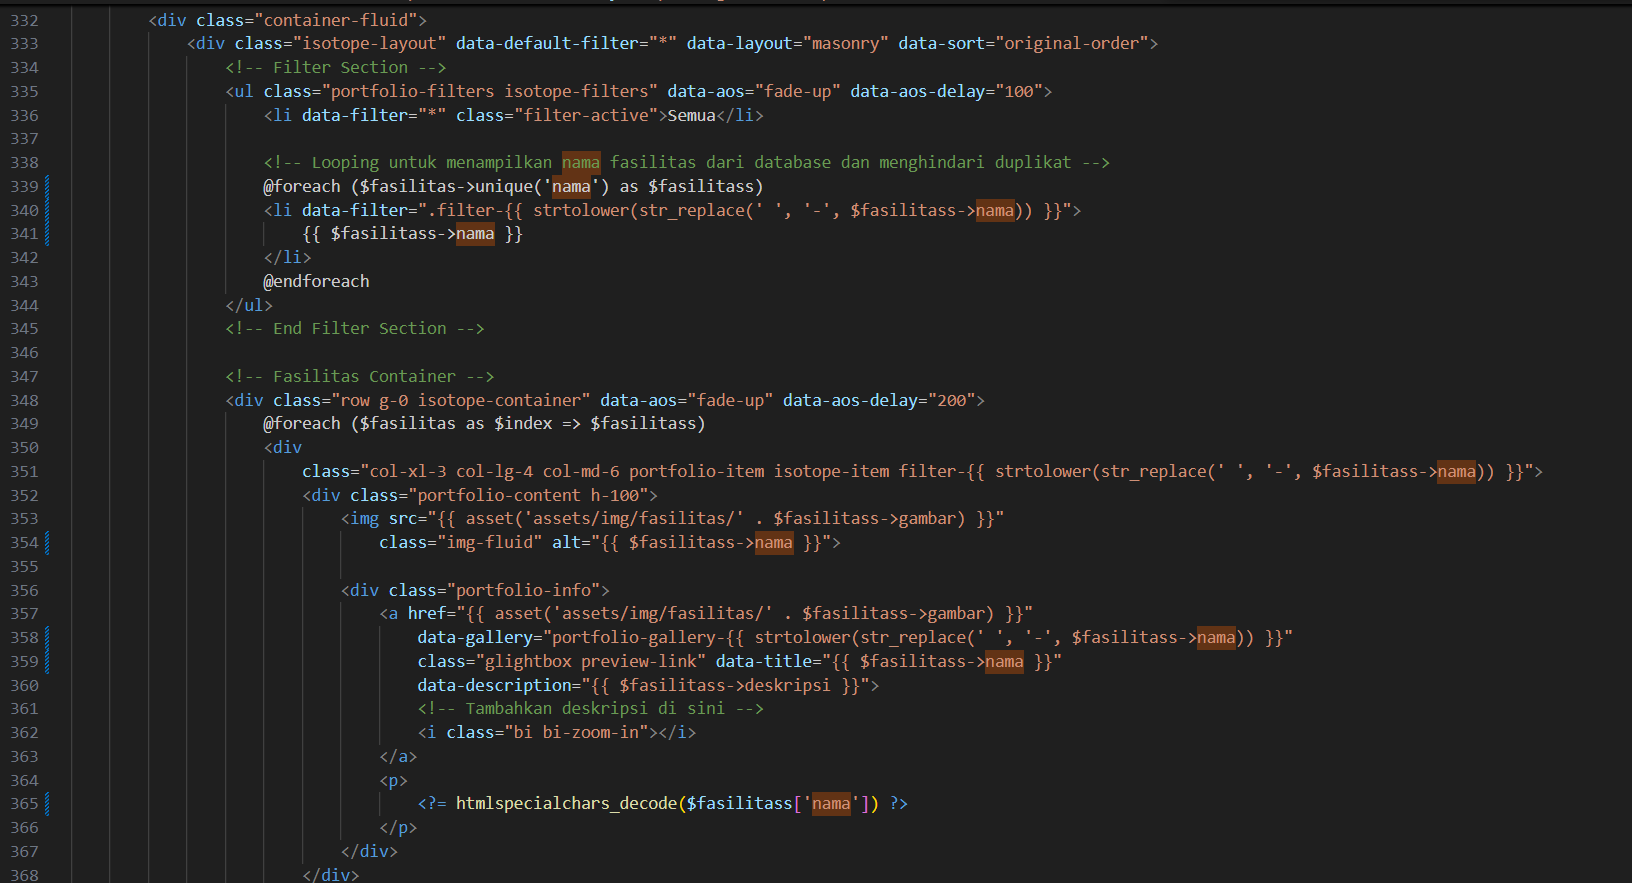 332 <div class="container-fluid">
333 <div class="isotope-layout" data-default-filter="*" data-layout="masonry" data-sort="original-order">
334 <!-- Filter Section -->
335 <ul class="portfolio-filters isotope-filters" data-aos="fade-up" data-aos-delay="100">
336 <li data-filter="*" class="filter-active">Semua</li>
337
338 <!-- Looping untuk menampilkan nama fasilitas dari database dan menghindari duplikat -->
339 @foreach ($fasilitas->unique('nama') as $fasilitass)
340 <li data-filter=".filter-{{ strtolower(str_replace(' ', '-', $fasilitass->nama)) }}">
341 {{ $fasilitass->nama }}
342 </li>
343 @endforeach
344 </ul>
345 <!-- End Filter Section -->
346
347 <!-- Fasilitas Container -->
348 <div class="row g-0 isotope-container" data-aos="fade-up" data-aos-delay="200">
349 @foreach ($fasilitas as $index => $fasilitass)
350 <div
351 class="col-xl-3 col-lg-4 col-md-6 portfolio-item isotope-item filter-{{ strtolower(str_replace(' ', '-', $fasilitass->nama)) }}">
352 <div class="portfolio-content h-100">
353 <img src="{{ asset('assets/img/fasilitas/' . $fasilitass->gambar) }}"
354 class="img-fluid" alt="{{ $fasilitass->nama }}">
355
356 <div class="portfolio-info">
357 <a href="{{ asset('assets/img/fasilitas/' . $fasilitass->gambar) }}"
358 data-gallery="portfolio-gallery-{{ strtolower(str_replace(' ', '-', $fasilitass->nama)) }}"
359 class="glightbox preview-link" data-title="{{ $fasilitass->nama }}"
360 data-description="{{ $fasilitass->deskripsi }}">
361 <!-- Tambahkan deskripsi di sini -->
362 <i class="bi bi-zoom-in"></i>
363 </a>
364 <p>
365 <?= htmlspecialchars_decode($fasilitass['nama']) ?>
366 </p>
367 </div>
368 </div>